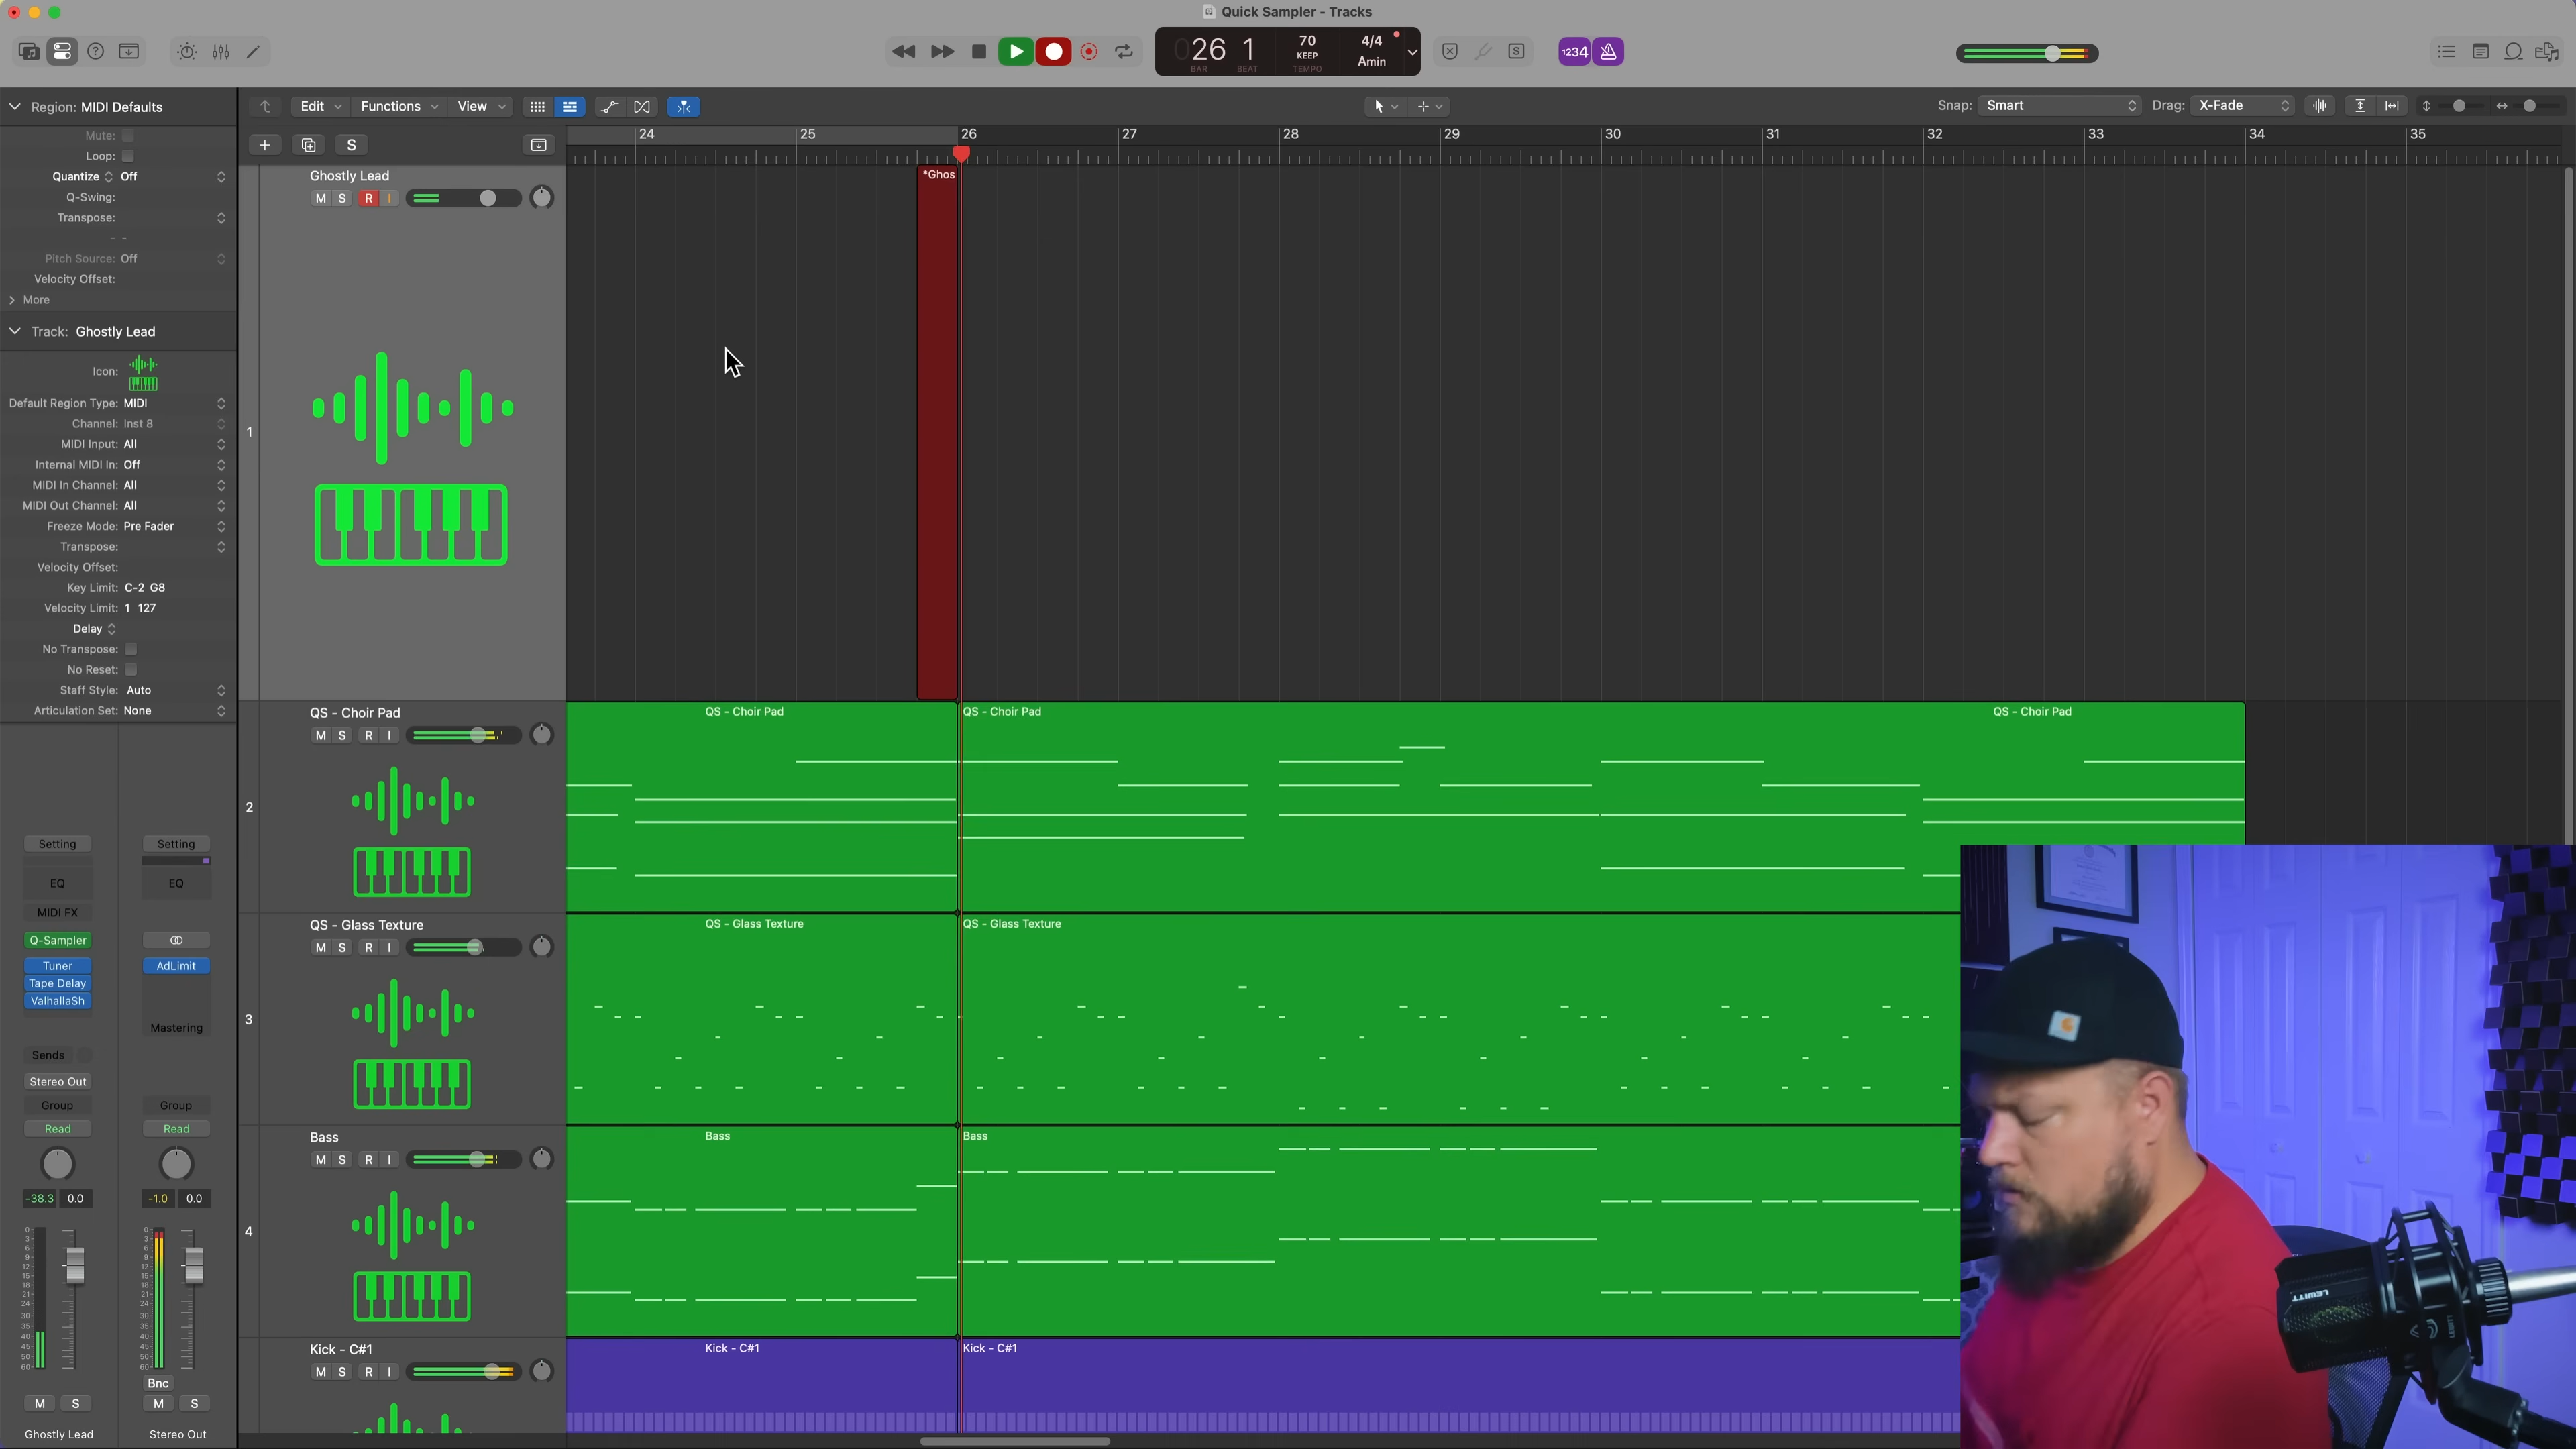 Quick Sampler - Tracks
026 1
BAR BEAT
70
KEEP
TEMPO
4/4
Amin
1234
S
Region: MIDI Defaults
Mute:
Loop:
Quantize Off
Q-Swing:
Transpose:
Pitch Source: Off
Velocity Offset:
More
Track: Ghostly Lead
Icon:
Default Region Type: MIDI
Channel: Inst 8
MIDI Input: All
Internal MIDI In: Off
MIDI In Channel: All
MIDI Out Channel: All
Freeze Mode: Pre Fader
Transpose:
Velocity Offset:
Key Limit: C-2 G8
Velocity Limit: 1 127
Delay
No Transpose:
No Reset:
Staff Style: Auto
Articulation Set: None
Setting Setting
EQ EQ
MIDI FX
Q-Sampler
Tuner AdLimit
Tape Delay
ValhallaSh
Mastering
Sends
Stereo Out
Group Group
Read Read
-38.3 0.0 -1.0 0.0
Bnc
M S M S
Ghostly Lead Stereo Out
Edit Functions View
Snap: Smart Drag: X-Fade
S
24 25 26 27 28 29 30 31 32 33 34 35
1
Ghostly Lead
M S R I
*Ghos
2
QS - Choir Pad
M S R I
QS - Choir Pad QS - Choir Pad QS - Choir Pad
3
QS - Glass Texture
M S R I
QS - Glass Texture QS - Glass Texture
4
Bass
M S R I
Bass Bass
Kick - C#1
M S R I
Kick - C#1 Kick - C#1
LEWITT